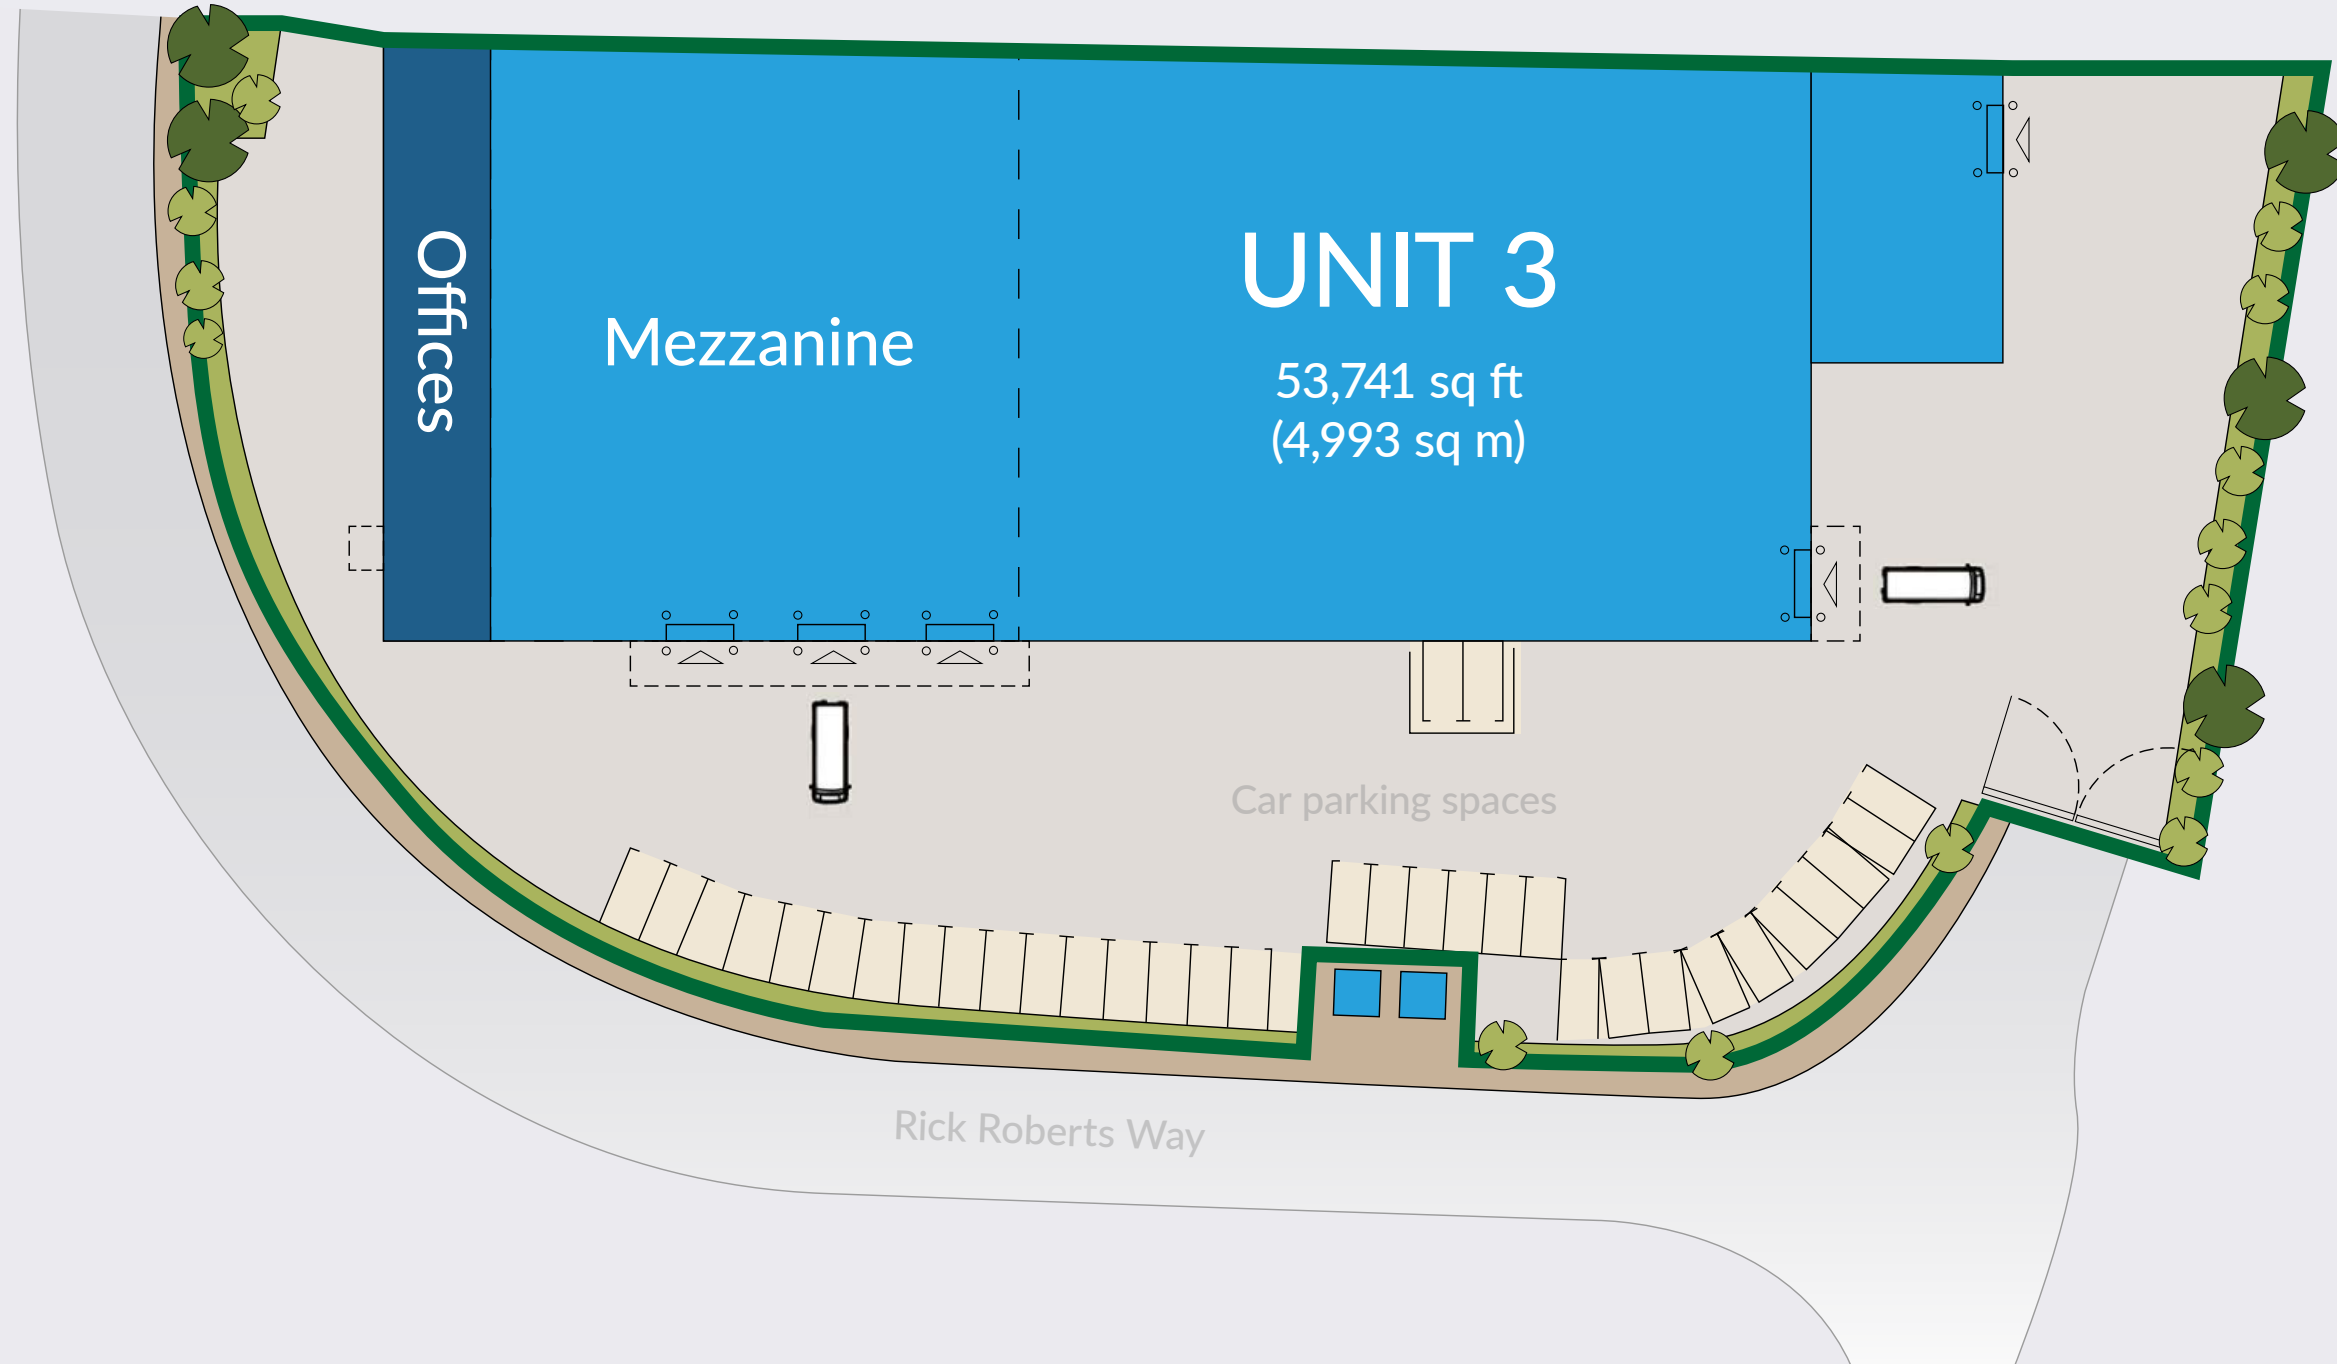 Offices
Mezzanine
UNIT 3
53,741 sq ft
(4,993 sq m)
Car parking spaces
Rick Roberts Way